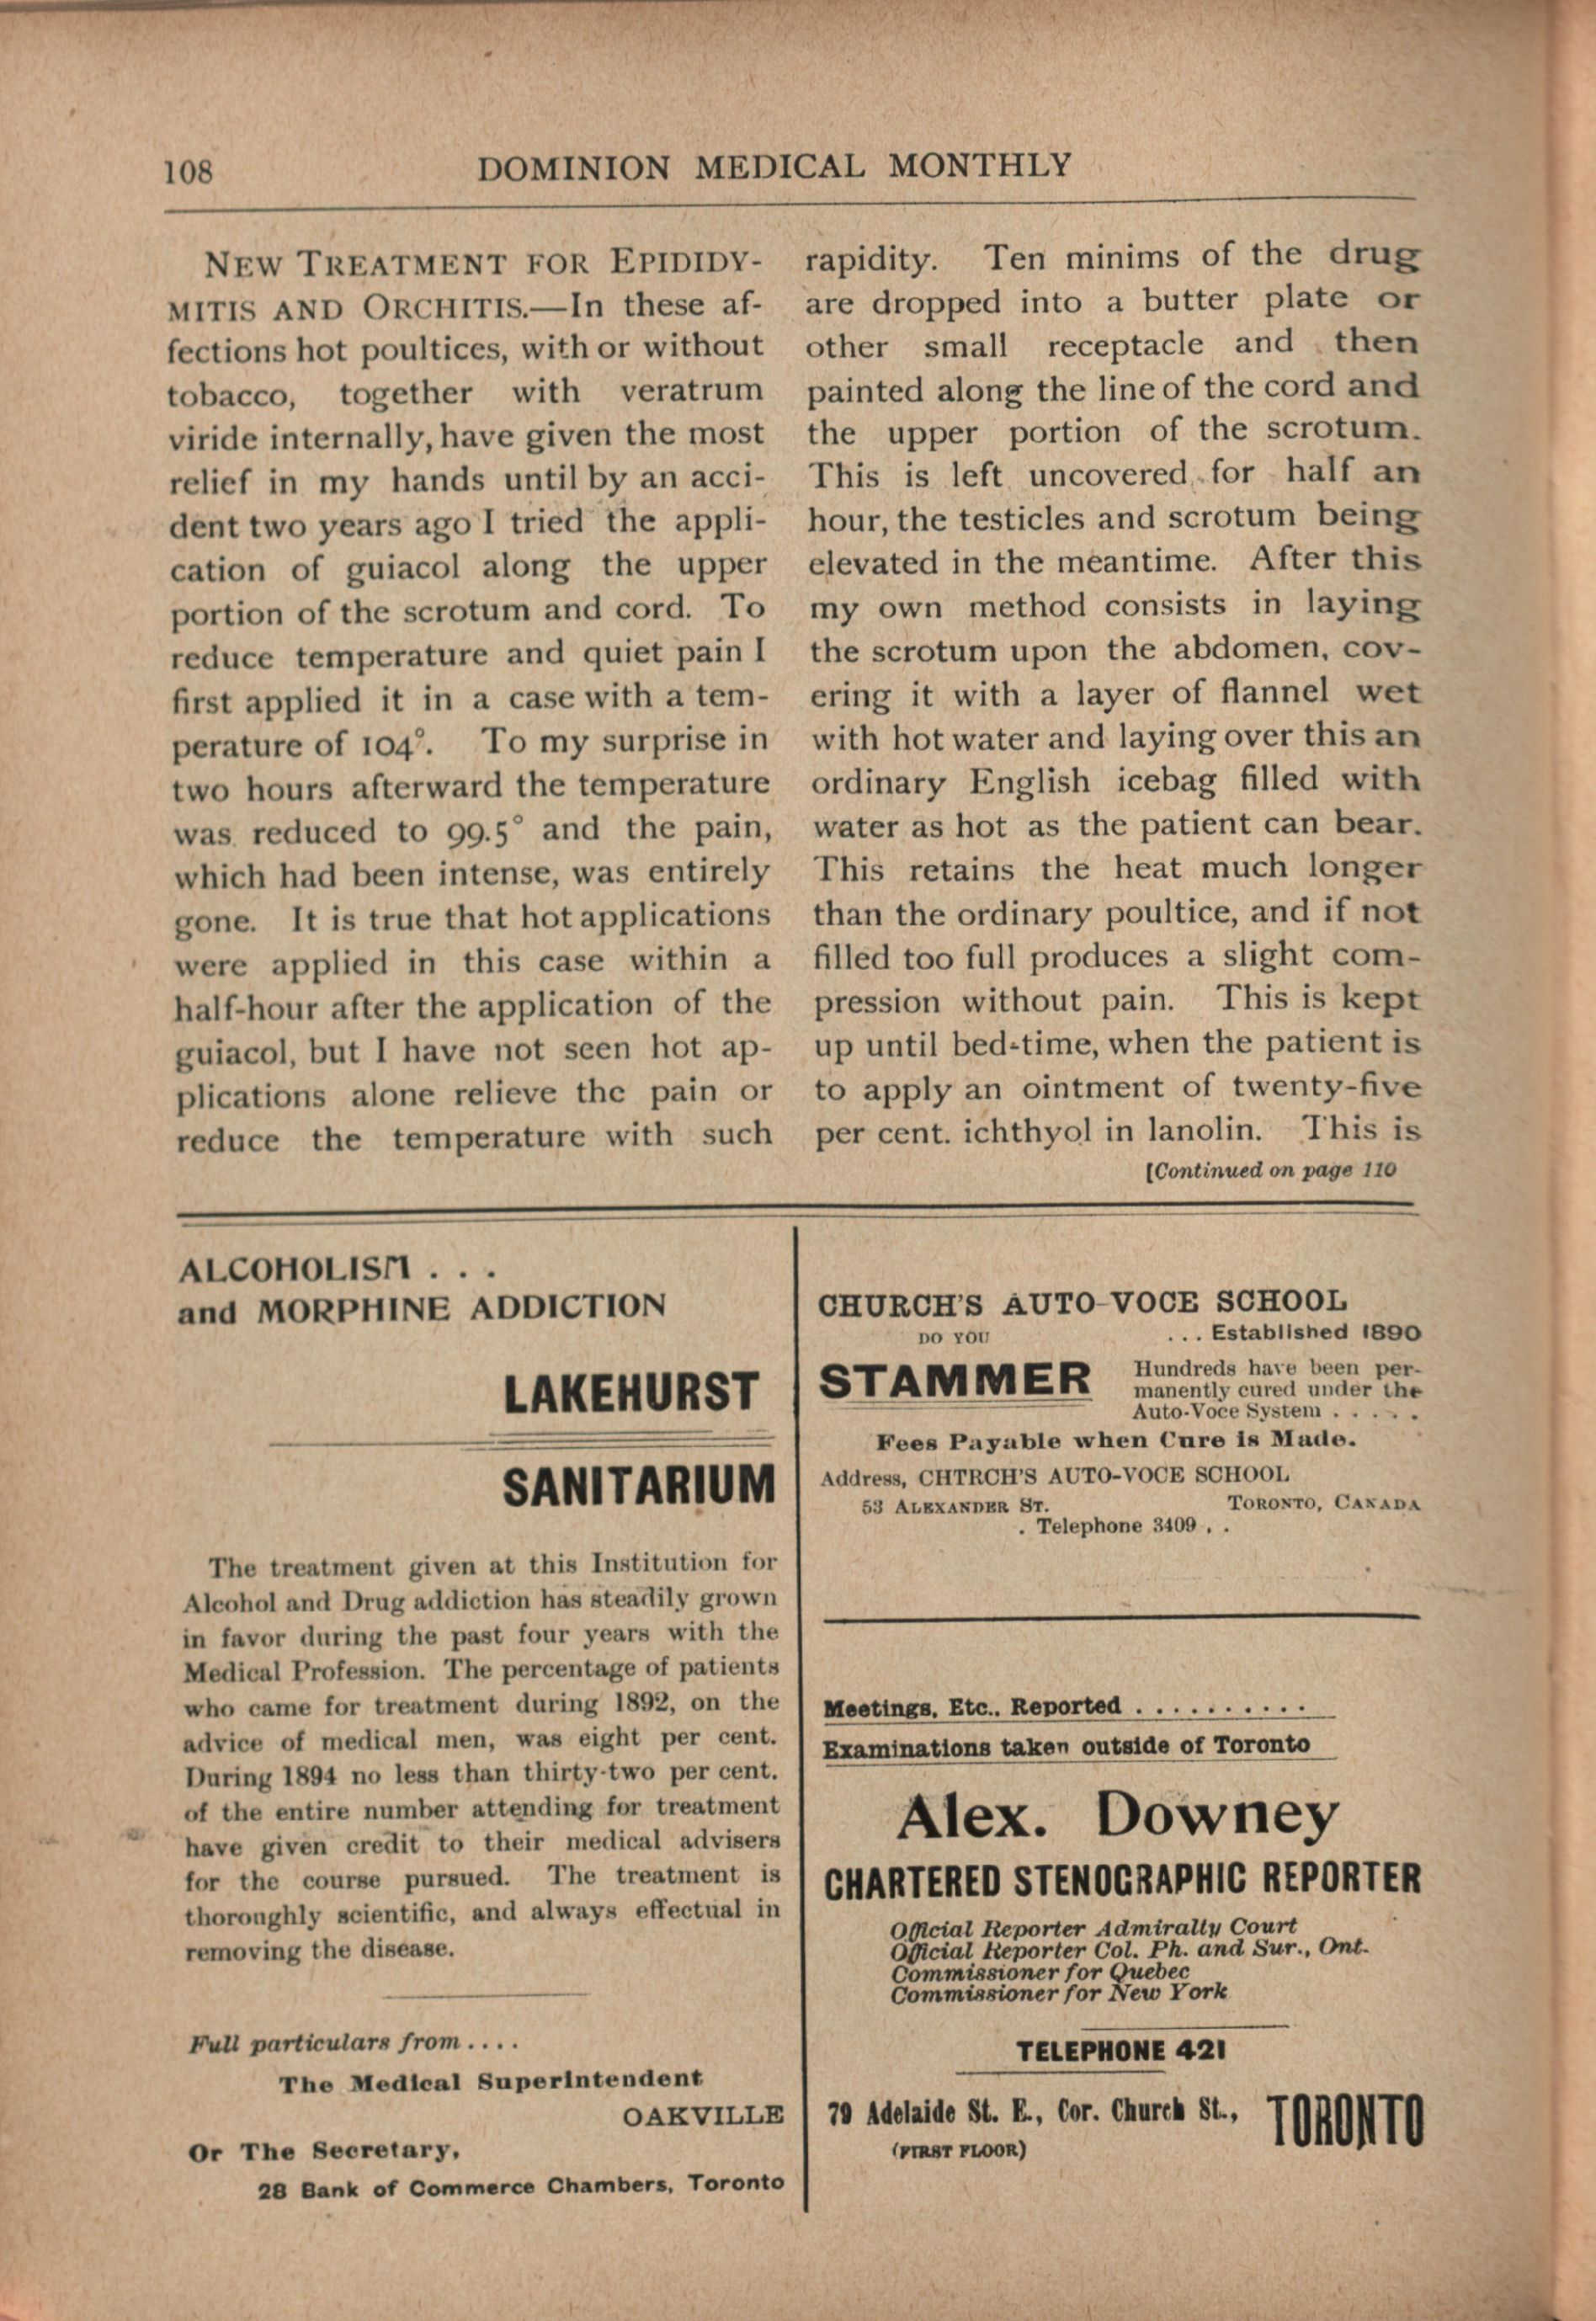 108 DOMINION MEDICAL MONTHLY
NEW TREATMENT FOR EPIDIDY-
MITIS AND ORCHITIS.—In these af-
fections hot poultices, with or without
tobacco, together with veratrum
viride internally, have given the most
relief in my hands until by an acci-
dent two years ago I tried the appli-
cation of guiacol along the upper
portion of the scrotum and cord. To
reduce temperature and quiet pain I
first applied it in a case with a tem-
perature of 104°. To my surprise in
two hours afterward the temperature
was reduced to 99.5° and the pain,
which had been intense, was entirely
gone. It is true that hot applications
were applied in this case within a
half-hour after the application of the
guiacol, but I have not seen hot ap-
plications alone relieve the pain or
reduce the temperature with such
rapidity. Ten minims of the drug
are dropped into a butter plate or
other small receptacle and then
painted along the line of the cord and
the upper portion of the scrotum.
This is left uncovered for half an
hour, the testicles and scrotum being
elevated in the meantime. After this
my own method consists in laying
the scrotum upon the abdomen, cov-
ering it with a layer of flannel wet
with hot water and laying over this an
ordinary English icebag filled with
water as hot as the patient can bear.
This retains the heat much longer
than the ordinary poultice, and if not
filled too full produces a slight com-
pression without pain. This is kept
up until bed-time, when the patient is
to apply an ointment of twenty-five
per cent. ichthyol in lanolin. This is
[Continued on page 110
ALCOHOLISM . . .
and MORPHINE ADDICTION
LAKEHURST
SANITARIUM
The treatment given at this Institution for
Alcohol and Drug addiction has steadily grown
in favor during the past four years with the
Medical Profession. The percentage of patients
who came for treatment during 1892, on the
advice of medical men, was eight per cent.
During 1894 no less than thirty-two per cent.
of the entire number attending for treatment
have given credit to their medical advisers
for the course pursued. The treatment is
thoroughly scientific, and always effectual in
removing the disease.
Full particulars from . . . .
The Medical Superintendent
OAKVILLE
Or The Secretary,
28 Bank of Commerce Chambers, Toronto
CHURCH'S AUTO-VOCE SCHOOL
DO YOU . . . Established 1890
STAMMER Hundreds have been per-
manently cured under the
Auto-Voce System . . . . .
Fees Payable when Cure is Made.
Address, CHTRCH'S AUTO-VOCE SCHOOL
53 ALEXANDER ST. TORONTO, CANADA
. Telephone 3409 . .
Meetings, Etc.. Reported . . . . . . . . . .
Examinations taken outside of Toronto
Alex. Downey
CHARTERED STENOGRAPHIC REPORTER
Official Reporter Admiralty Court
Official Reporter Col. Ph. and Sur., Ont.
Commissioner for Quebec
Commissioner for New York
TELEPHONE 421
79 Adelaide St. E., Cor. Church St., TORONTO
(FIRST FLOOR)